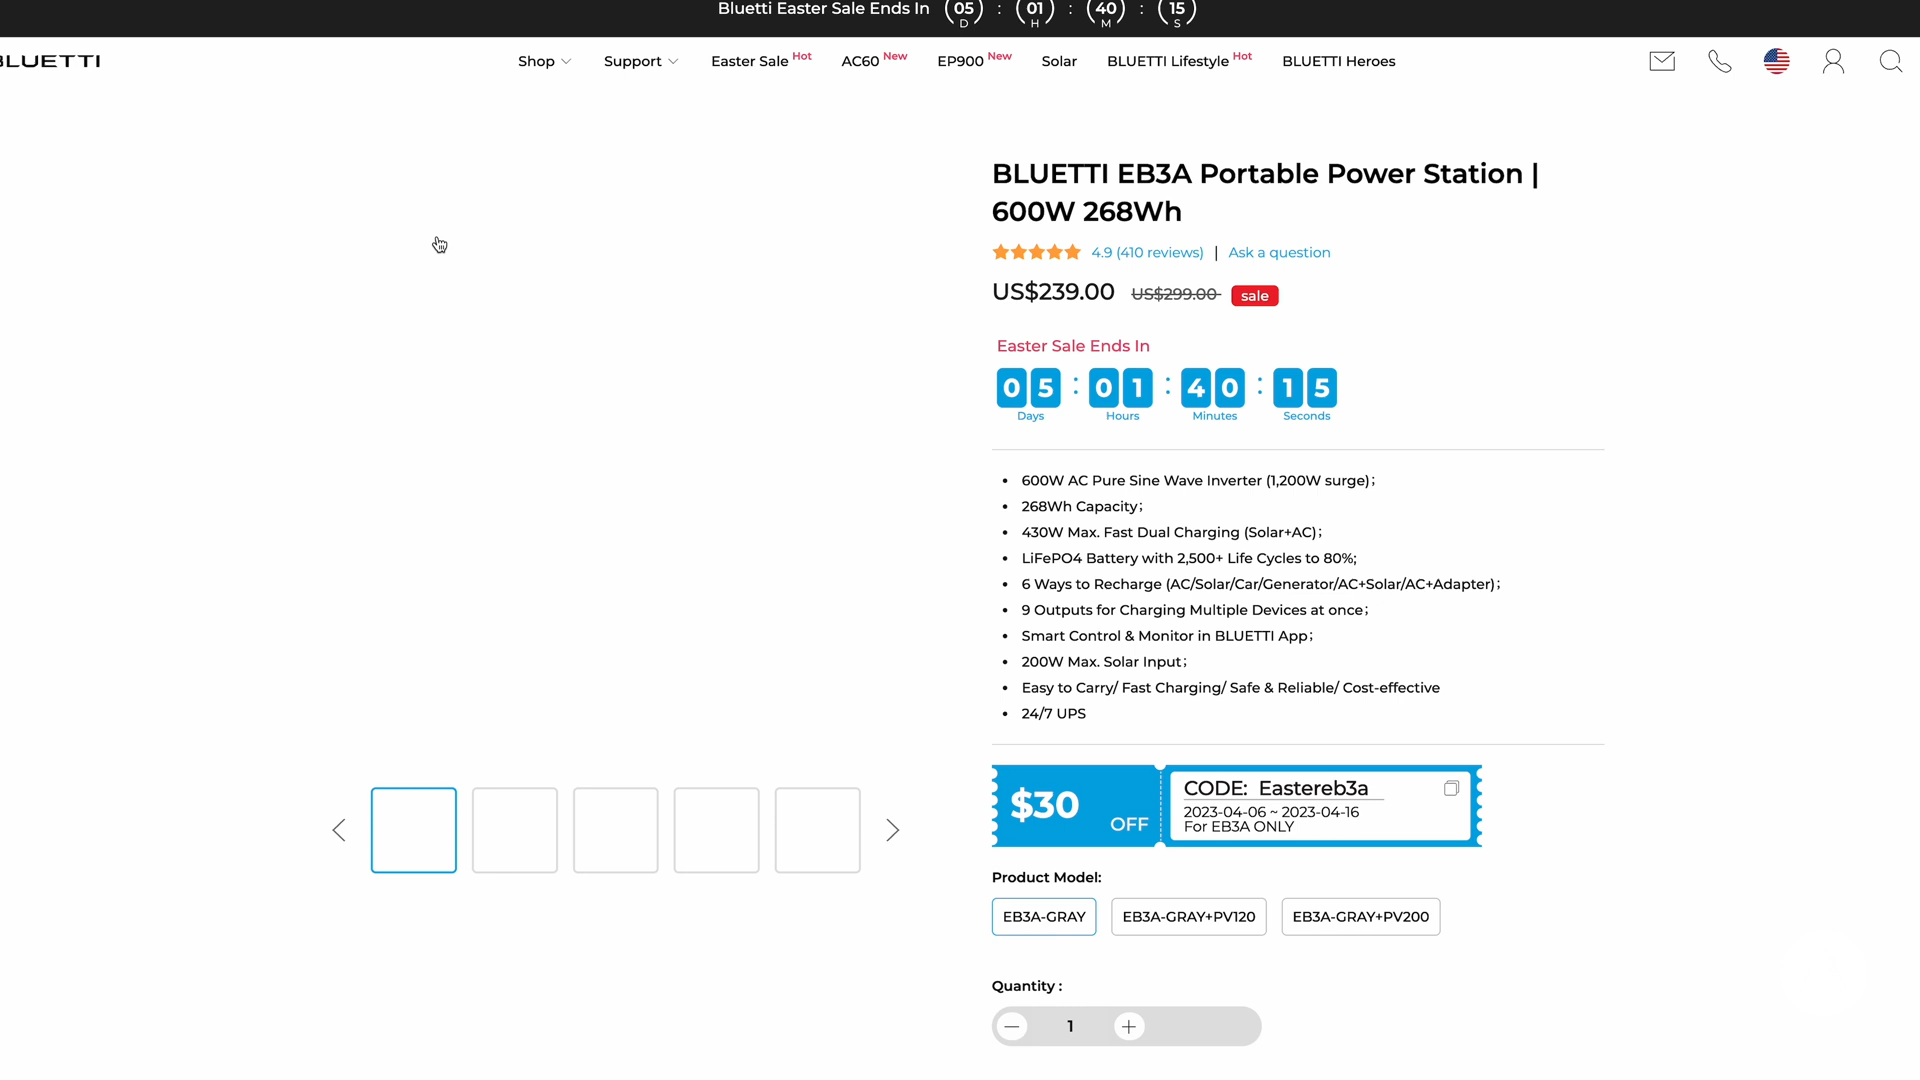 Bluetti Easter Sale Ends In 05 : 01 : 40 : 15
D H M S
BLUETTI
Shop Support Easter Sale Hot AC60 New EP900 New Solar BLUETTI Lifestyle Hot BLUETTI Heroes
BLUETTI EB3A Portable Power Station |
600W 268Wh
4.9 (410 reviews) | Ask a question
US$239.00 US$299.00 sale
Easter Sale Ends In
05 : 01 : 40 : 15
Days Hours Minutes Seconds
• 600W AC Pure Sine Wave Inverter (1,200W surge);
• 268Wh Capacity;
• 430W Max. Fast Dual Charging (Solar+AC);
• LiFePO4 Battery with 2,500+ Life Cycles to 80%;
• 6 Ways to Recharge (AC/Solar/Car/Generator/AC+Solar/AC+Adapter);
• 9 Outputs for Charging Multiple Devices at once;
• Smart Control & Monitor in BLUETTI App;
• 200W Max. Solar Input;
• Easy to Carry/ Fast Charging/ Safe & Reliable/ Cost-effective
• 24/7 UPS
$30 OFF
CODE: Eastereb3a
2023-04-06 ~ 2023-04-16
For EB3A ONLY
Product Model:
EB3A-GRAY EB3A-GRAY+PV120 EB3A-GRAY+PV200
Quantity :
1